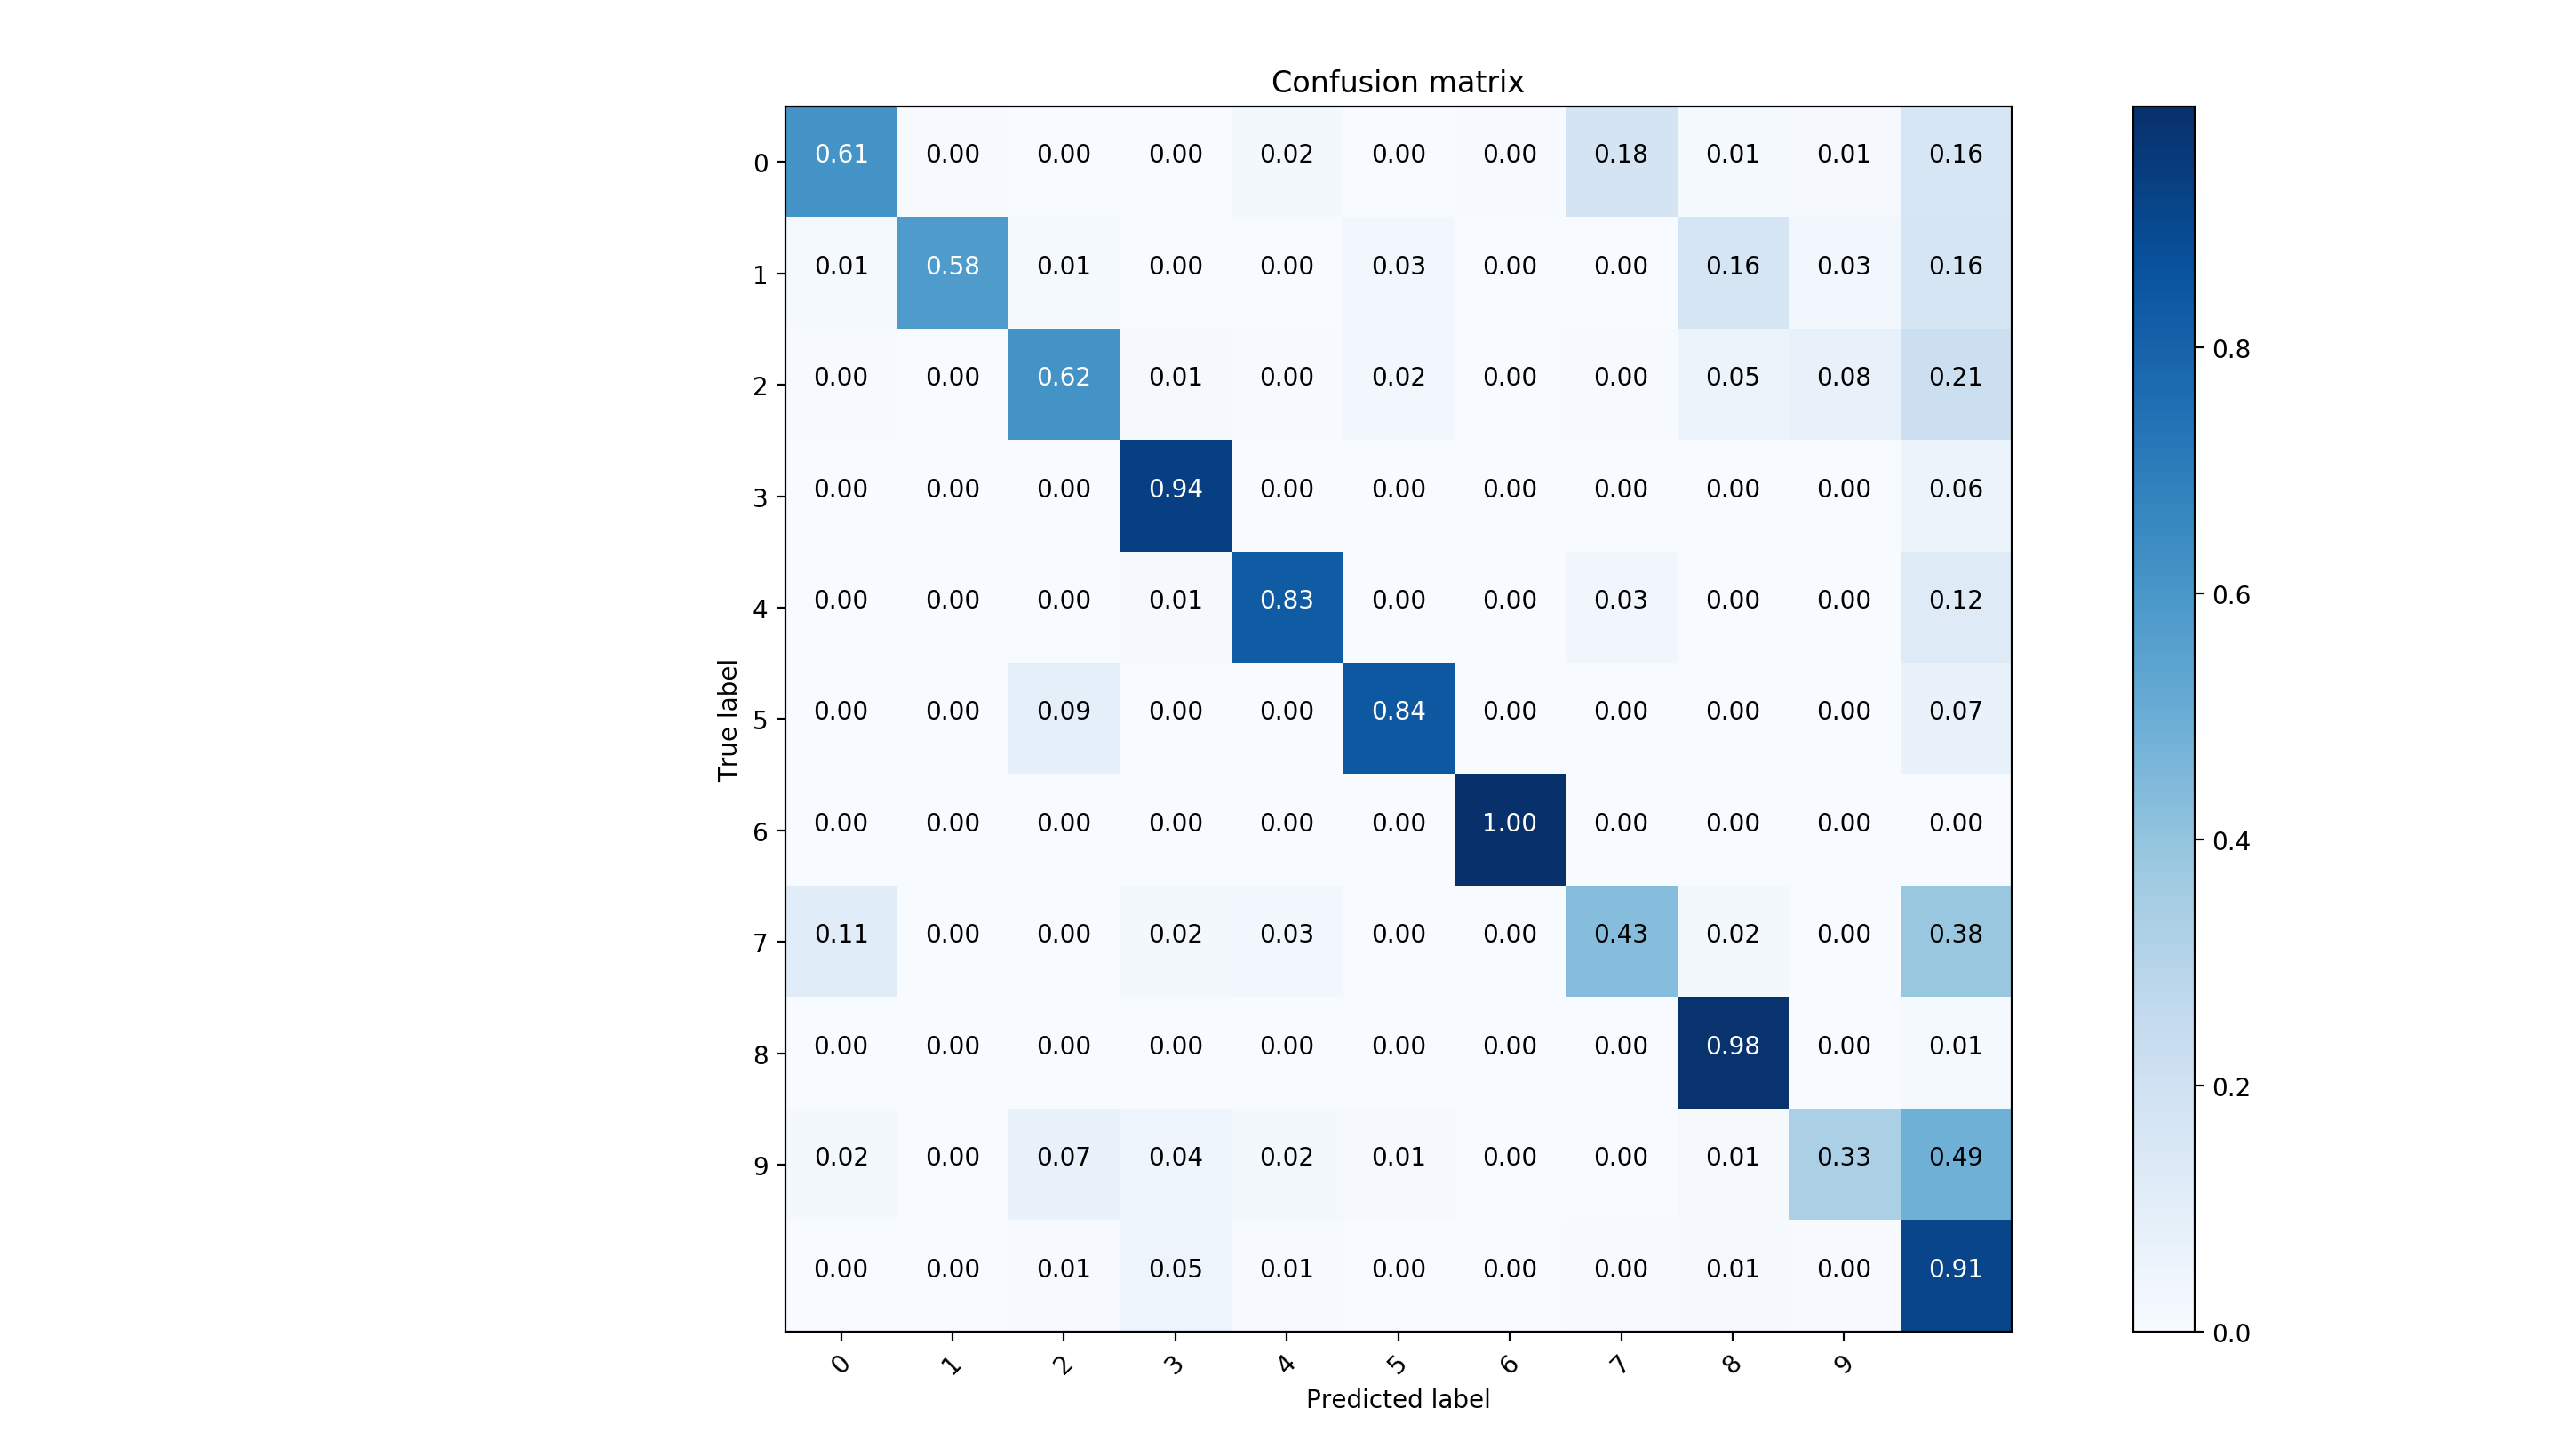 Confusion matrix
0 0.61 0.00 0.00 0.00 0.02 0.00 0.00 0.18 0.01 0.01 0.16
1 0.01 0.58 0.01 0.00 0.00 0.03 0.00 0.00 0.16 0.03 0.16
2 0.00 0.00 0.62 0.01 0.00 0.02 0.00 0.00 0.05 0.08 0.21
3 0.00 0.00 0.00 0.94 0.00 0.00 0.00 0.00 0.00 0.00 0.06
4 0.00 0.00 0.00 0.01 0.83 0.00 0.00 0.03 0.00 0.00 0.12
5 0.00 0.00 0.09 0.00 0.00 0.84 0.00 0.00 0.00 0.00 0.07
6 0.00 0.00 0.00 0.00 0.00 0.00 1.00 0.00 0.00 0.00 0.00
7 0.11 0.00 0.00 0.02 0.03 0.00 0.00 0.43 0.02 0.00 0.38
8 0.00 0.00 0.00 0.00 0.00 0.00 0.00 0.00 0.98 0.00 0.01
9 0.02 0.00 0.07 0.04 0.02 0.01 0.00 0.00 0.01 0.33 0.49
0.00 0.00 0.01 0.05 0.01 0.00 0.00 0.00 0.01 0.00 0.91
True label
0 1 2 3 4 5 6 7 8 9
Predicted label
0.8
0.6
0.4
0.2
0.0